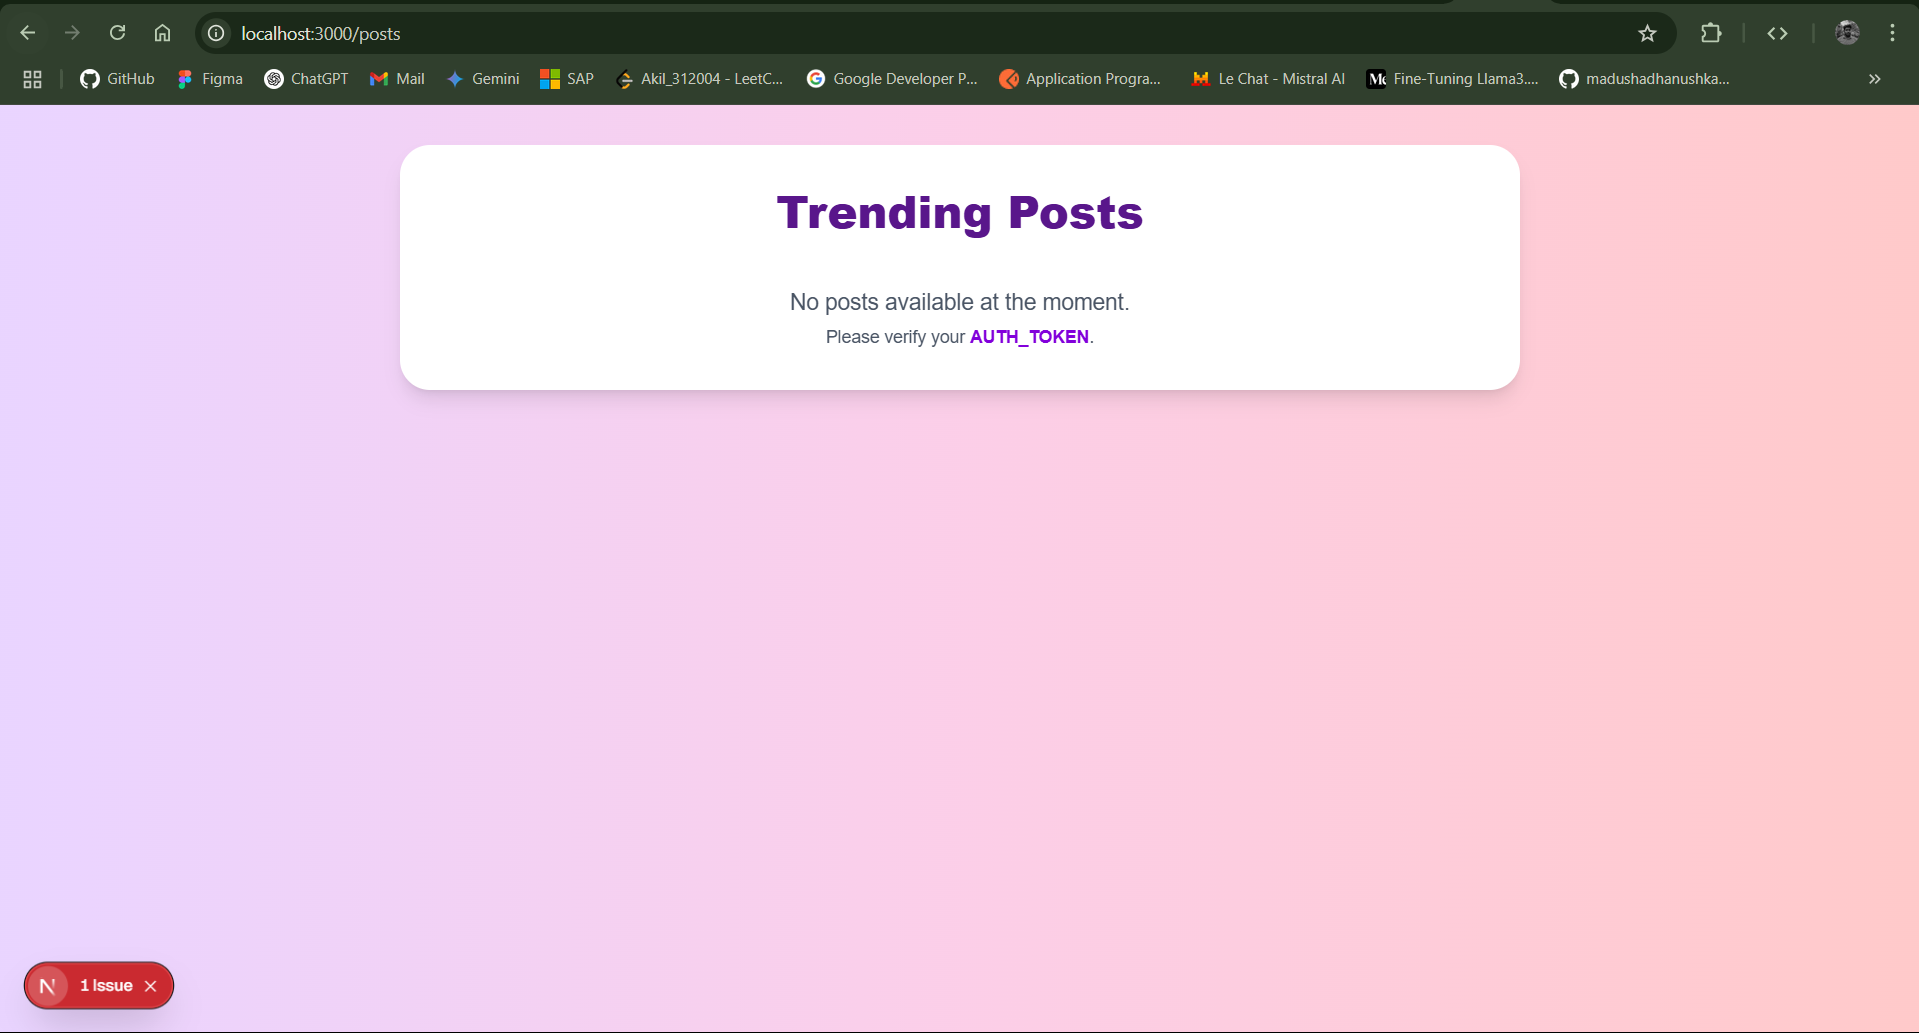 localhost:3000/posts
GitHub
Figma
ChatGPT
Mail
Gemini
SAP
Akil_312004 - LeetC...
Google Developer P...
Application Progra...
Le Chat - Mistral AI
Fine-Tuning Llama3....
madushadhanushka...
Trending Posts
No posts available at the moment.
Please verify your AUTH_TOKEN.
N
1 Issue